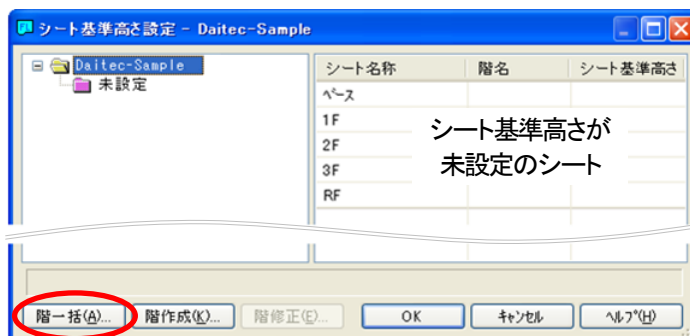 シート基準高さ設定 - Daitec-Sample
Daitec-Sample
未設定
シート名称 階名 シート基準高さ
ﾍﾞｰｽ
1F
2F
3F
RF
シート基準高さが
未設定のシート
階一括(A)... 階作成(K)... 階修正(E)... OK ｷｬﾝｾﾙ ﾍﾙﾌﾟ(H)